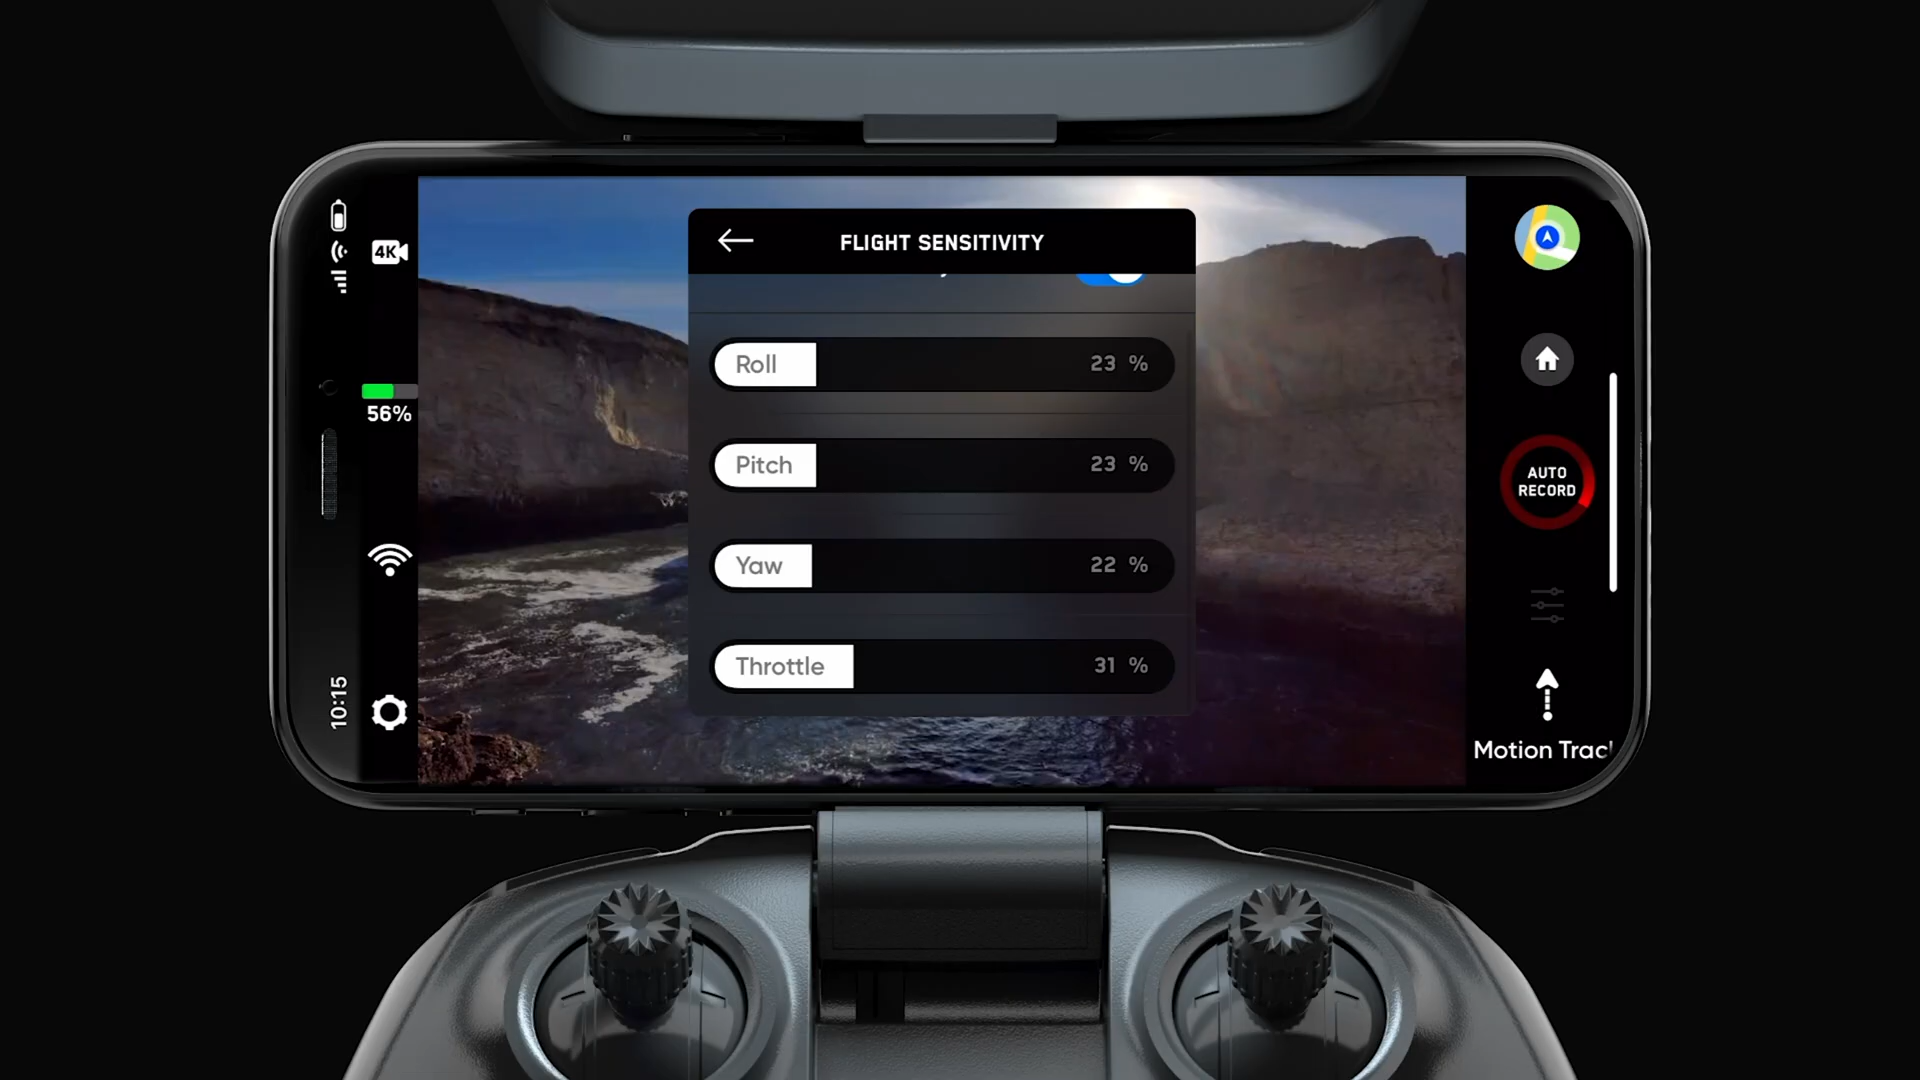 4K
FLIGHT SENSITIVITY
Roll 23 %
56%
Pitch 23 %
AUTO
RECORD
Yaw 22 %
Throttle 31 %
10:15
Motion Trac